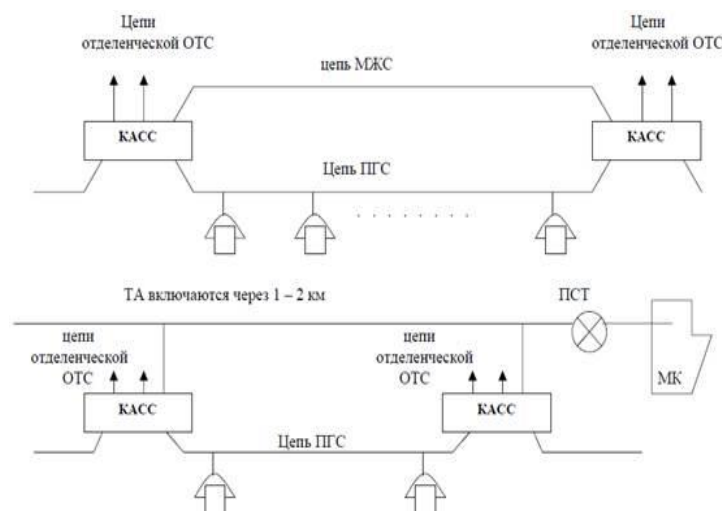 Цепи
отделенческой ОТС
Цепи
отделенческой ОТС
цепь МЖС
КАСС
КАСС
Цепь ПГС
. . . . . . . .
ТА включаются через 1 – 2 км
ПСТ
цепи
отделенческой
ОТС
цепи
отделенческой
ОТС
МК
КАСС
КАСС
Цепь ПГС